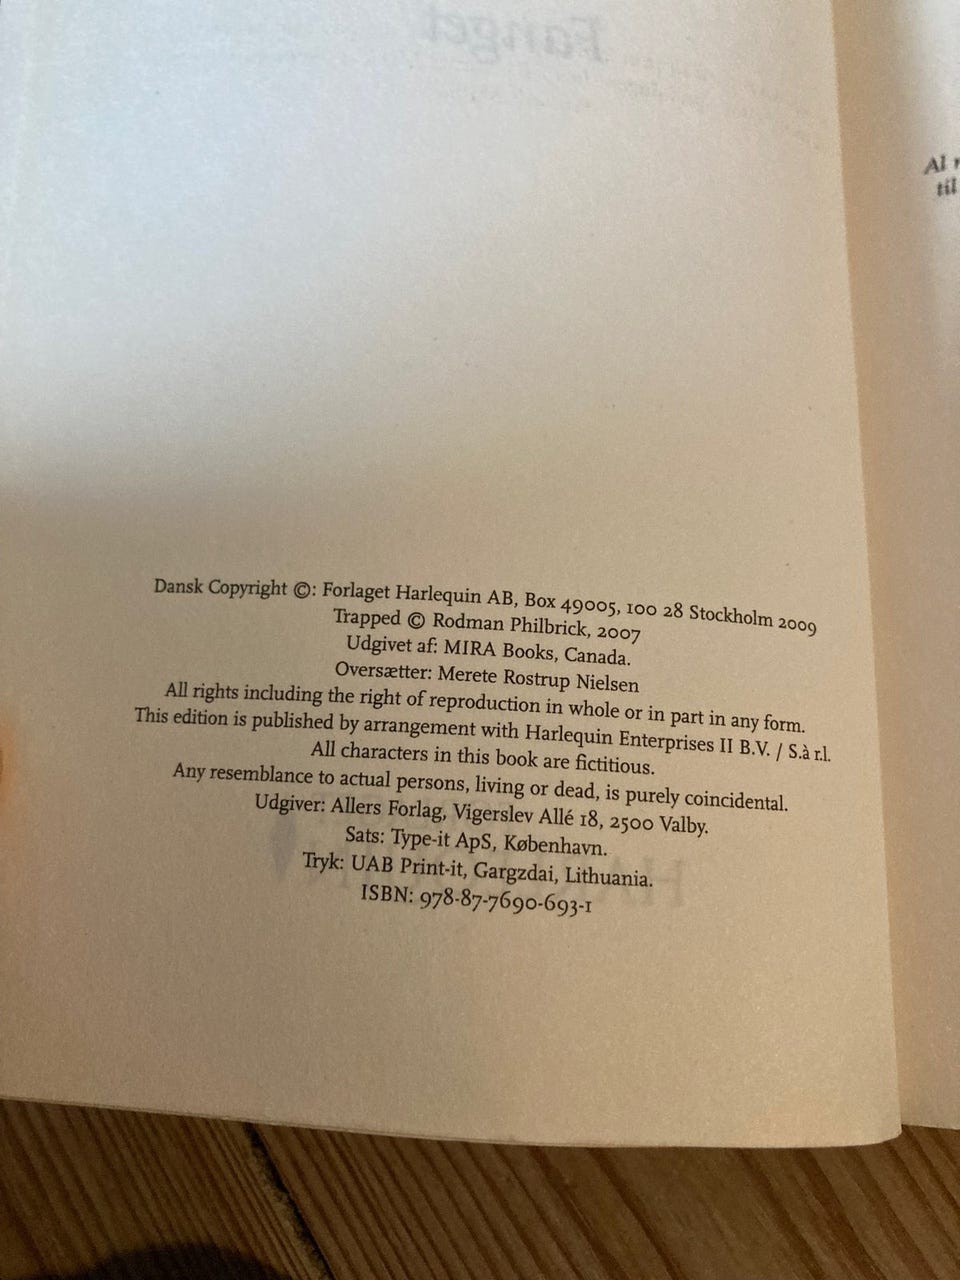 Fanget
Al
til
Dansk Copyright ©: Forlaget Harlequin AB, Box 49005, 100 28 Stockholm 2009
Trapped © Rodman Philbrick, 2007
Udgivet af: MIRA Books, Canada.
Oversætter: Merete Rostrup Nielsen
All rights including the right of reproduction in whole or in part in any form.
This edition is published by arrangement with Harlequin Enterprises II B.V. / S.à r.l.
All characters in this book are fictitious.
Any resemblance to actual persons, living or dead, is purely coincidental.
Udgiver: Allers Forlag, Vigerslev Allé 18, 2500 Valby.
Sats: Type-it ApS, København.
Tryk: UAB Print-it, Gargzdai, Lithuania.
ISBN: 978-87-7690-693-1